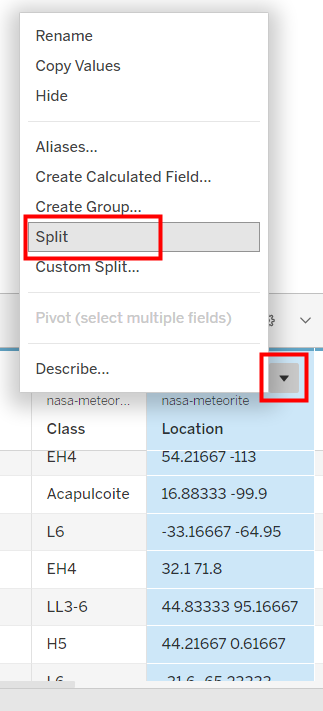 Rename
Copy Values
Hide
Aliases...
Create Calculated Field...
Create Group...
Split
Custom Split...
Pivot (select multiple fields)
Describe...
nasa-meteor... nasa-meteorite
Class Location
EH4 54.21667 -113
Acapulcoite 16.88333 -99.9
L6 -33.16667 -64.95
EH4 32.1 71.8
LL3-6 44.83333 95.16667
H5 44.21667 0.61667